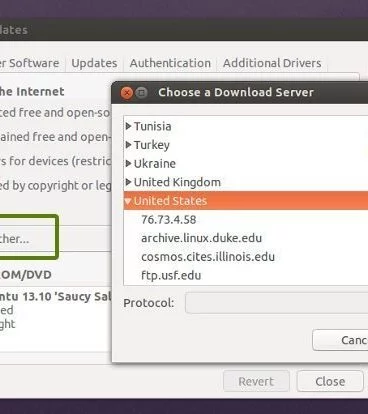 dates
er Software Updates Authentication Additional Drivers
he Internet
ted free and open-so
ained free and open-
rs for devices (restric
ed by copyright or leg
ther...
OM/DVD
ntu 13.10 'Saucy Sal
ed
ght
Choose a Download Server
Tunisia
Turkey
Ukraine
United Kingdom
United States
76.73.4.58
archive.linux.duke.edu
cosmos.cites.illinois.edu
ftp.usf.edu
Protocol:
Canc
Revert Close